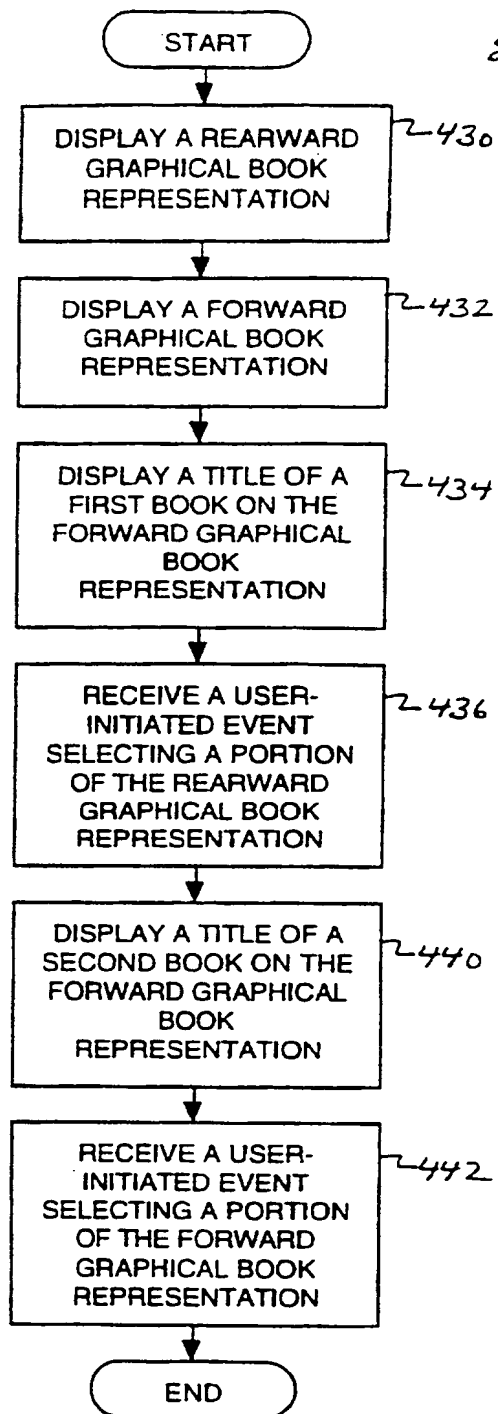 START
DISPLAY A REARWARD
GRAPHICAL BOOK
REPRESENTATION
430
DISPLAY A FORWARD
GRAPHICAL BOOK
REPRESENTATION
432
DISPLAY A TITLE OF A
FIRST BOOK ON THE
FORWARD GRAPHICAL
BOOK
REPRESENTATION
434
RECEIVE A USER-
INITIATED EVENT
SELECTING A PORTION
OF THE REARWARD
GRAPHICAL BOOK
REPRESENTATION
436
DISPLAY A TITLE OF A
SECOND BOOK ON THE
FORWARD GRAPHICAL
BOOK
REPRESENTATION
440
RECEIVE A USER-
INITIATED EVENT
SELECTING A PORTION
OF THE FORWARD
GRAPHICAL BOOK
REPRESENTATION
442
END